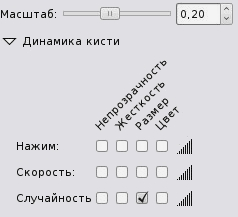 Масштаб: 0,20
Динамика кисти
Непрозрачность
Жесткость
Размер
Цвет
Нажим:
Скорость:
Случайность